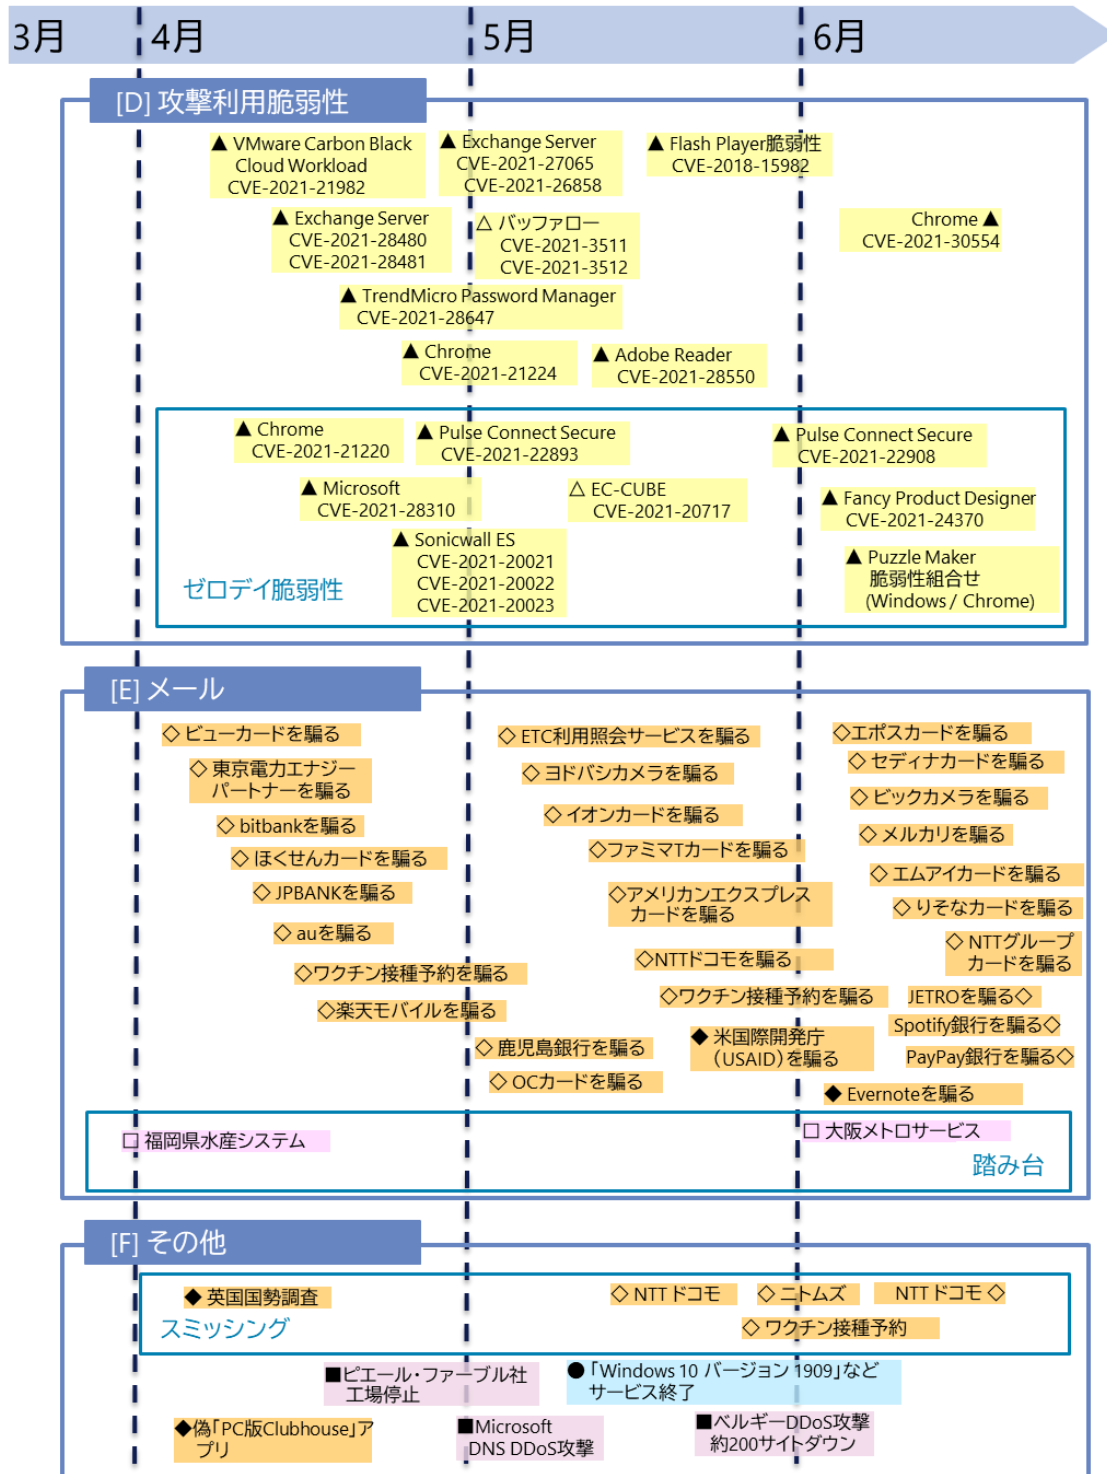 3月
4月
5月
6月
[D] 攻撃利用脆弱性
▲ VMware Carbon Black
Cloud Workload
CVE-2021-21982
▲ Exchange Server
CVE-2021-27065
CVE-2021-26858
▲ Flash Player脆弱性
CVE-2018-15982
▲ Exchange Server
CVE-2021-28480
CVE-2021-28481
△ バッファロー
CVE-2021-3511
CVE-2021-3512
Chrome ▲
CVE-2021-30554
▲ TrendMicro Password Manager
CVE-2021-28647
▲ Chrome
CVE-2021-21224
▲ Adobe Reader
CVE-2021-28550
▲ Chrome
CVE-2021-21220
▲ Pulse Connect Secure
CVE-2021-22893
▲ Pulse Connect Secure
CVE-2021-22908
▲ Microsoft
CVE-2021-28310
△ EC-CUBE
CVE-2021-20717
▲ Fancy Product Designer
CVE-2021-24370
▲ Sonicwall ES
CVE-2021-20021
CVE-2021-20022
CVE-2021-20023
▲ Puzzle Maker
脆弱性組合せ
(Windows / Chrome)
ゼロデイ脆弱性
[E] メール
◇ ビューカードを騙る
◇ 東京電力エナジー
パートナーを騙る
◇ bitbankを騙る
◇ ほくせんカードを騙る
◇ JPBANKを騙る
◇ auを騙る
◇ワクチン接種予約を騙る
◇楽天モバイルを騙る
◇ ETC利用照会サービスを騙る
◇ ヨドバシカメラを騙る
◇ イオンカードを騙る
◇ファミマTカードを騙る
◇アメリカンエクスプレス
カードを騙る
◇NTTドコモを騙る
◇ワクチン接種予約を騙る
◇ 鹿児島銀行を騙る
◆ 米国際開発庁
（USAID）を騙る
◇ OCカードを騙る
◇エポスカードを騙る
◇ セディナカードを騙る
◇ ビックカメラを騙る
◇ メルカリを騙る
◇ エムアイカードを騙る
◇ りそなカードを騙る
◇ NTTグループ
カードを騙る
JETROを騙る◇
Spotify銀行を騙る◇
PayPay銀行を騙る◇
◆ Evernoteを騙る
□ 福岡県水産システム
□ 大阪メトロサービス
踏み台
[F] その他
◆ 英国国勢調査
◇ NTTドコモ
◇ ニトムズ
NTTドコモ ◇
スミッシング
◇ ワクチン接種予約
■ピエール・ファーブル社
工場停止
●「Windows 10 バージョン 1909」など
サービス終了
◆偽「PC版Clubhouse」ア
プリ
■Microsoft
DNS DDoS攻撃
■ベルギーDDoS攻撃
約200サイトダウン